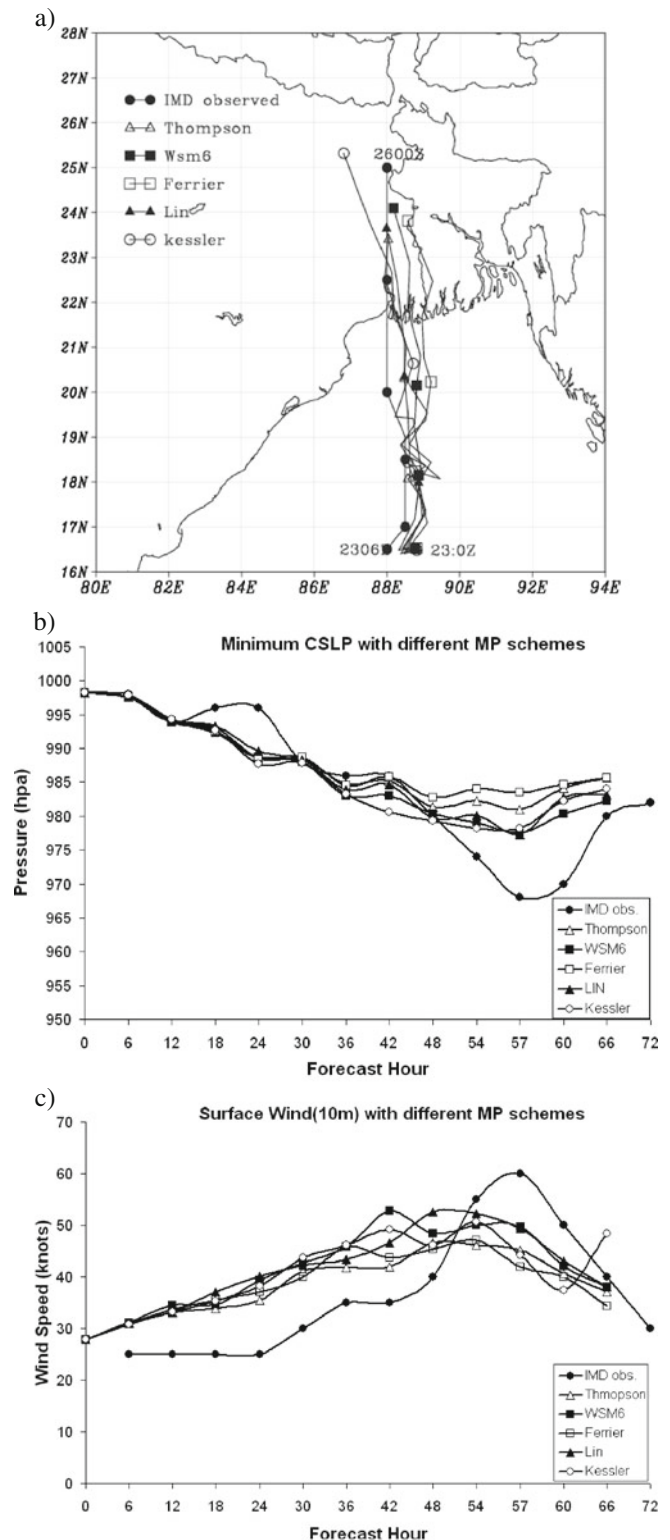 a)
28N
27N
26N
25N
24N
23N
22N
21N
20N
19N
18N
17N
16N
IMD observed
Thompson
Wsm6
Ferrier
Lin
kessler
2600Z
2306Z 23:0Z
80E 82E 84E 86E 88E 90E 92E 94E
b)
Minimum CSLP with different MP schemes
Pressure (hpa)
1005
1000
995
990
985
980
975
970
965
960
955
950
IMD obs.
Thompson
WSM6
Ferrier
LIN
Kessler
0 6 12 18 24 30 36 42 48 54 57 60 66 72
Forecast Hour
c)
Surface Wind(10m) with different MP schemes
Wind Speed (knots)
70
60
50
40
30
20
10
0
IMD obs.
Thmopson
WSM6
Ferrier
Lin
Kessler
0 6 12 18 24 30 36 42 48 54 57 60 66 72
Forecast Hour